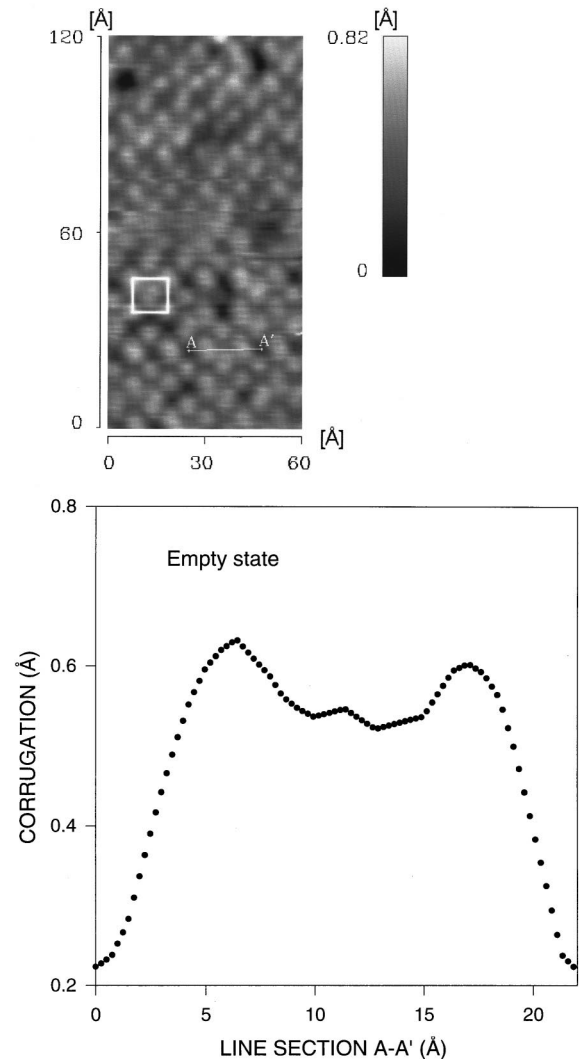 [Å] [Å]
120 0.82
60
0
A A'
0
[Å]
0 30 60
0.8
Empty state
0.6
CORRUGATION (Å)
0.4
0.2
0 5 10 15 20
LINE SECTION A-A' (Å)